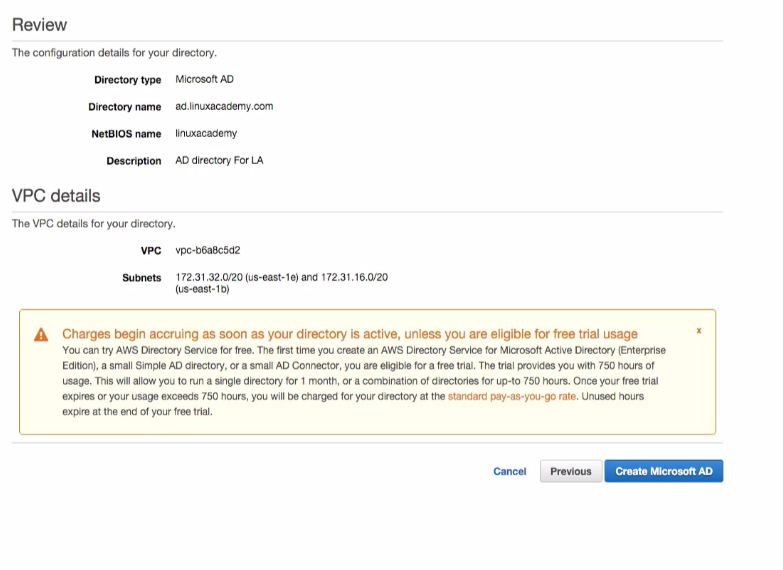 Review
The configuration details for your directory.
Directory type Microsoft AD
Directory name ad.linuxacademy.com
NetBIOS name linuxacademy
Description AD directory For LA
VPC details
The VPC details for your directory.
VPC vpc-b6a8c5d2
Subnets 172.31.32.0/20 (us-east-1e) and 172.31.16.0/20
(us-east-1b)
Charges begin accruing as soon as your directory is active, unless you are eligible for free trial usage x
You can try AWS Directory Service for free. The first time you create an AWS Directory Service for Microsoft Active Directory (Enterprise
Edition), a small Simple AD directory, or a small AD Connector, you are eligible for a free trial. The trial provides you with 750 hours of
usage. This will allow you to run a single directory for 1 month, or a combination of directories for up-to 750 hours. Once your free trial
expires or your usage exceeds 750 hours, you will be charged for your directory at the standard pay-as-you-go rate. Unused hours
expire at the end of your free trial.
Cancel Previous Create Microsoft AD